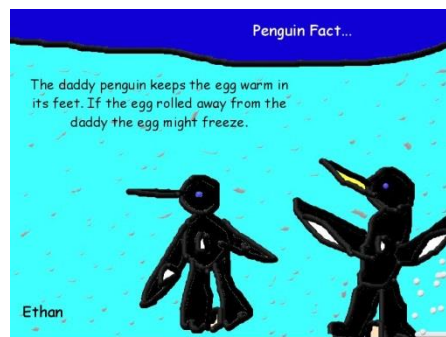 Penguin Fact...
The daddy penguin keeps the egg warm in
its feet. If the egg rolled away from the
daddy the egg might freeze.
Ethan